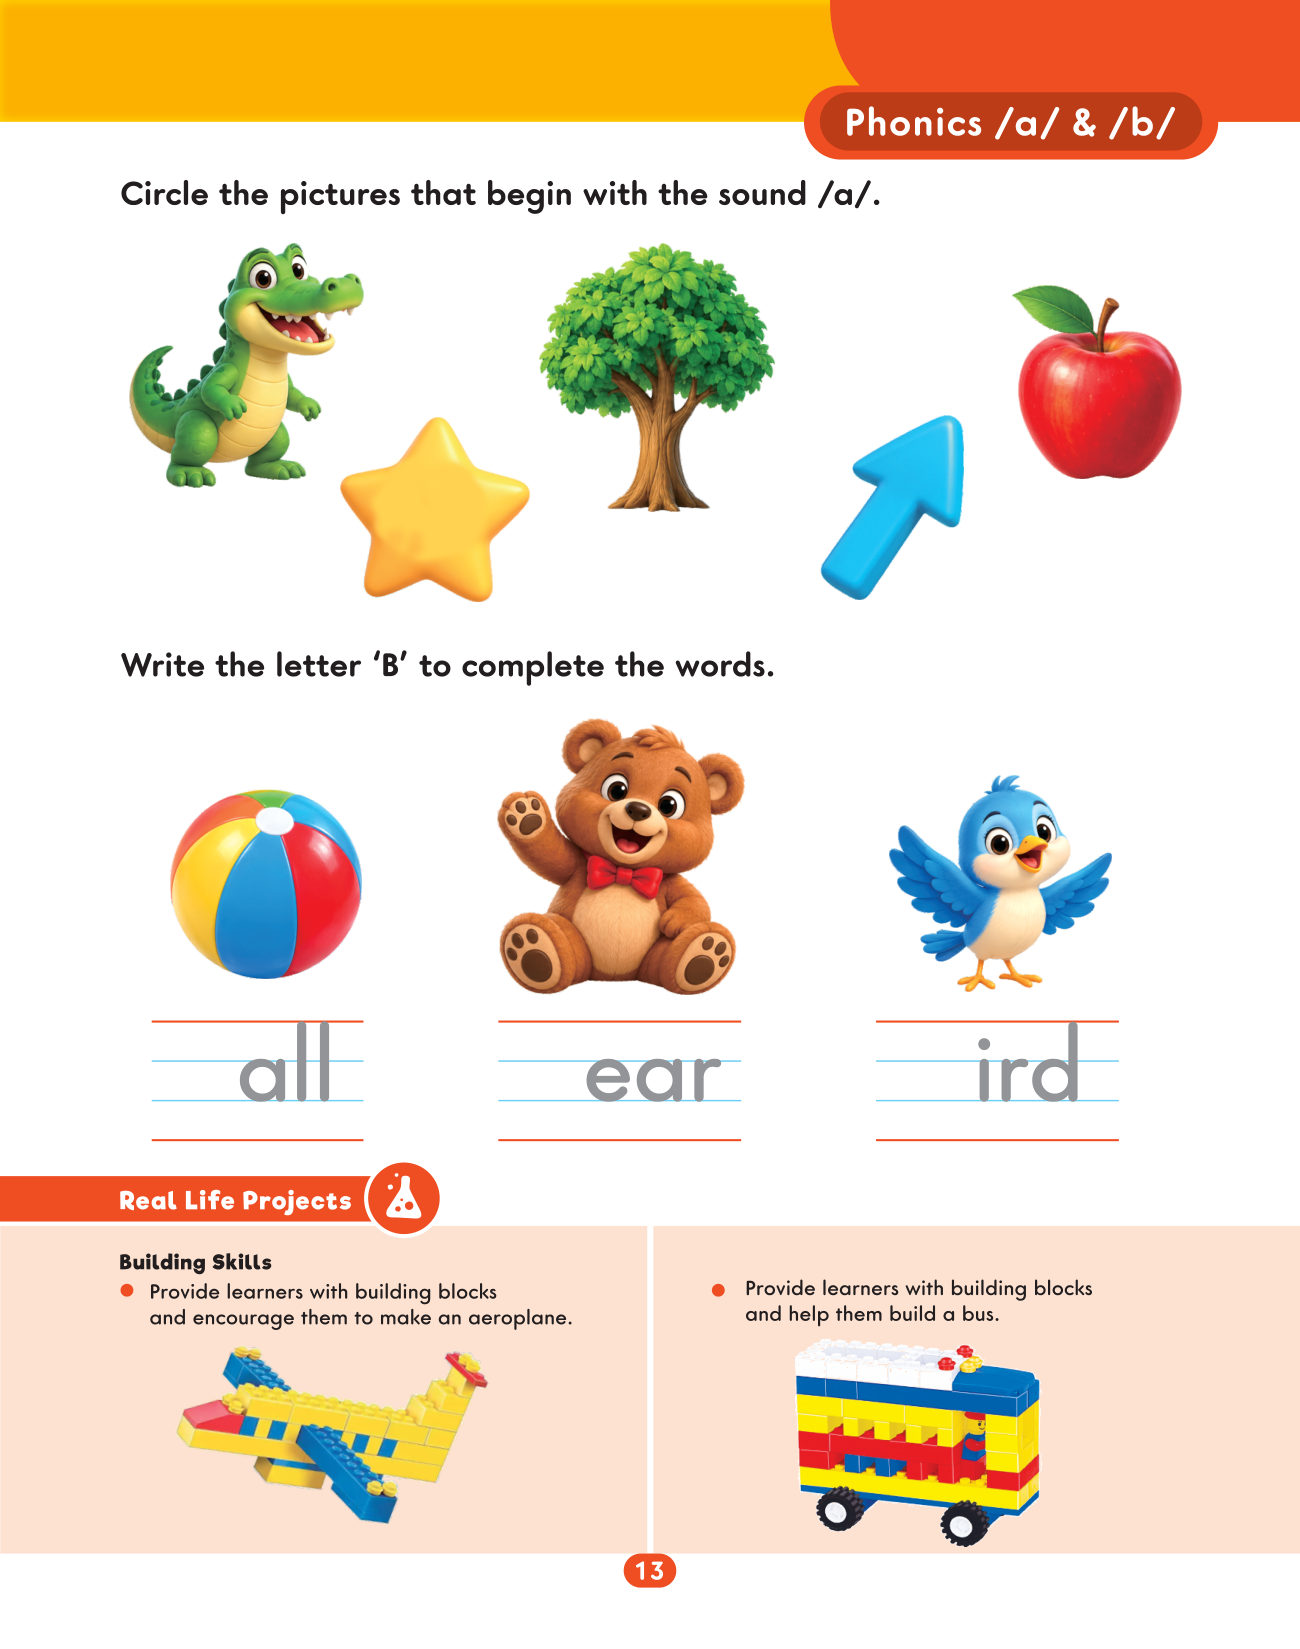 Phonics /a/ & /b/
Circle the pictures that begin with the sound /a/.
Write the letter ‘B’ to complete the words.
all
ear
ird
Real Life Projects
Building Skills
Provide learners with building blocks
and encourage them to make an aeroplane.
Provide learners with building blocks
and help them build a bus.
13